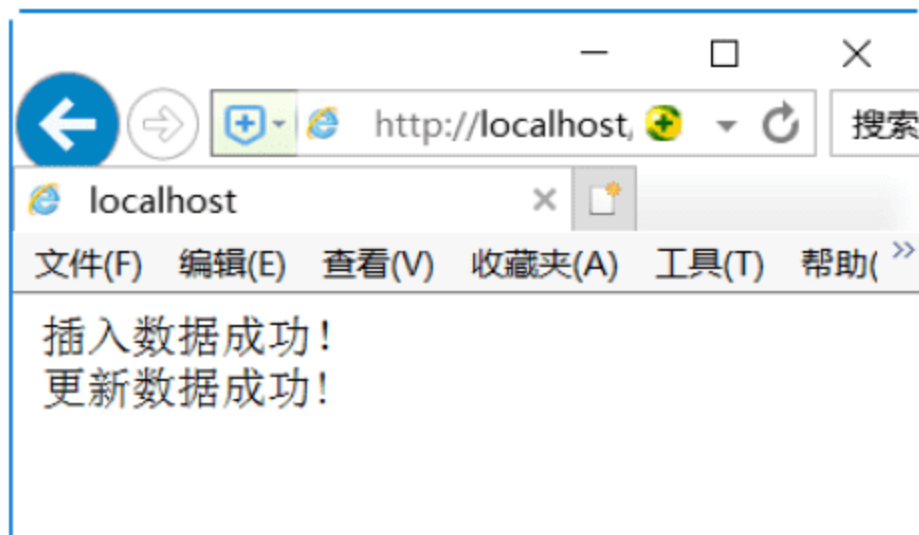 http://localhost/
搜索
localhost
文件(F) 编辑(E) 查看(V) 收藏夹(A) 工具(T) 帮助(
插入数据成功!
更新数据成功!